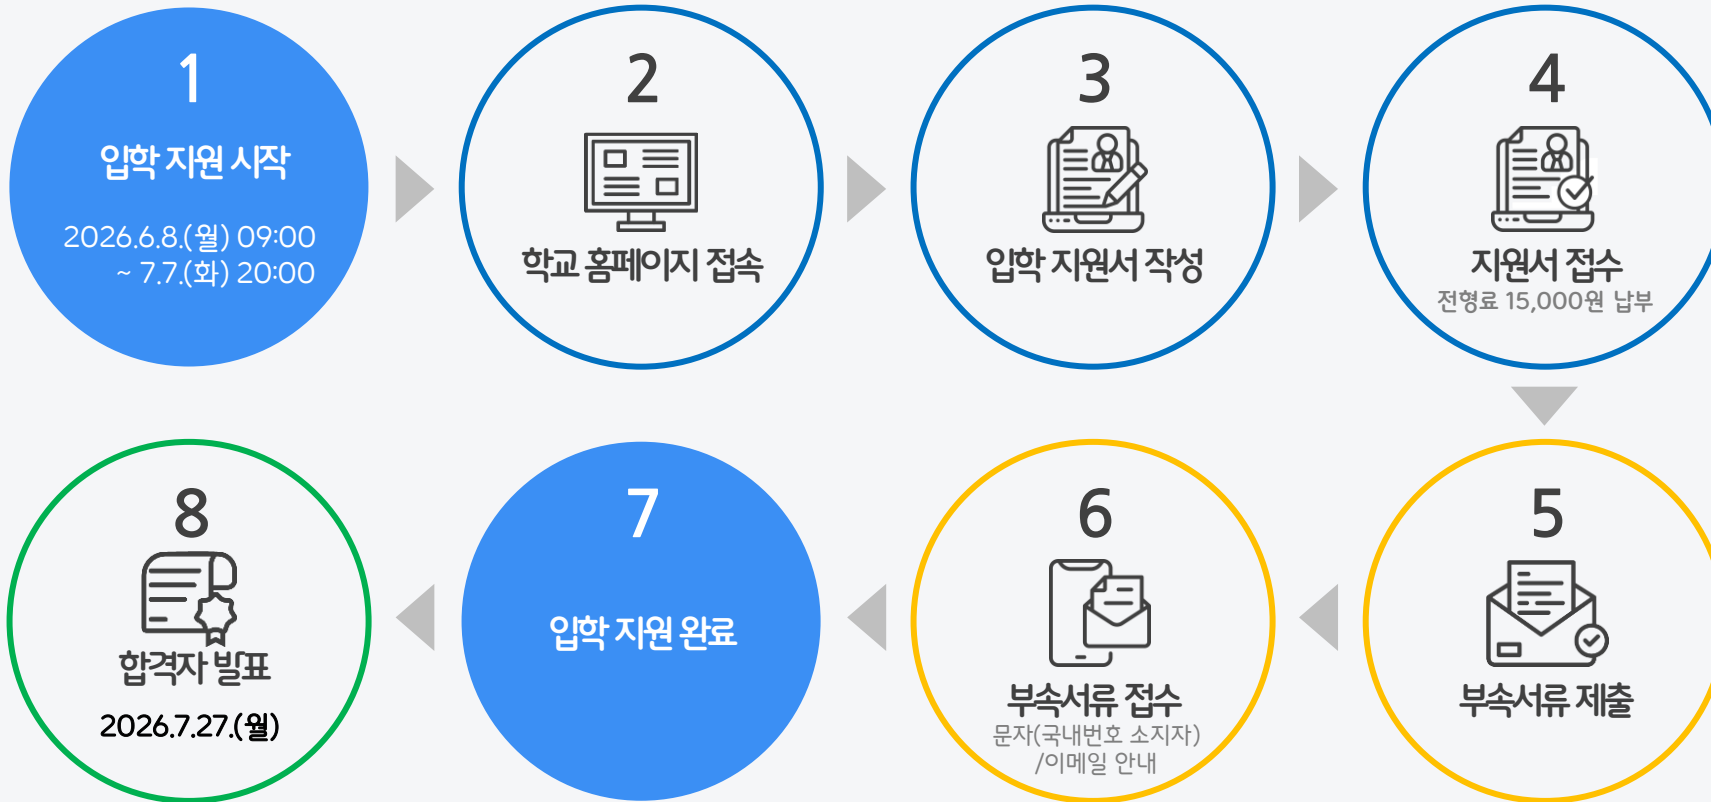 1
입학 지원 시작
2026.6.8.(월) 09:00
~ 7.7.(화) 20:00
2
학교 홈페이지 접속
3
입학 지원서 작성
4
지원서 접수
전형료 15,000원 납부
5
부속서류 제출
6
부속서류 접수
문자(국내번호 소지자)
/이메일 안내
7
입학 지원 완료
8
합격자 발표
2026.7.27.(월)